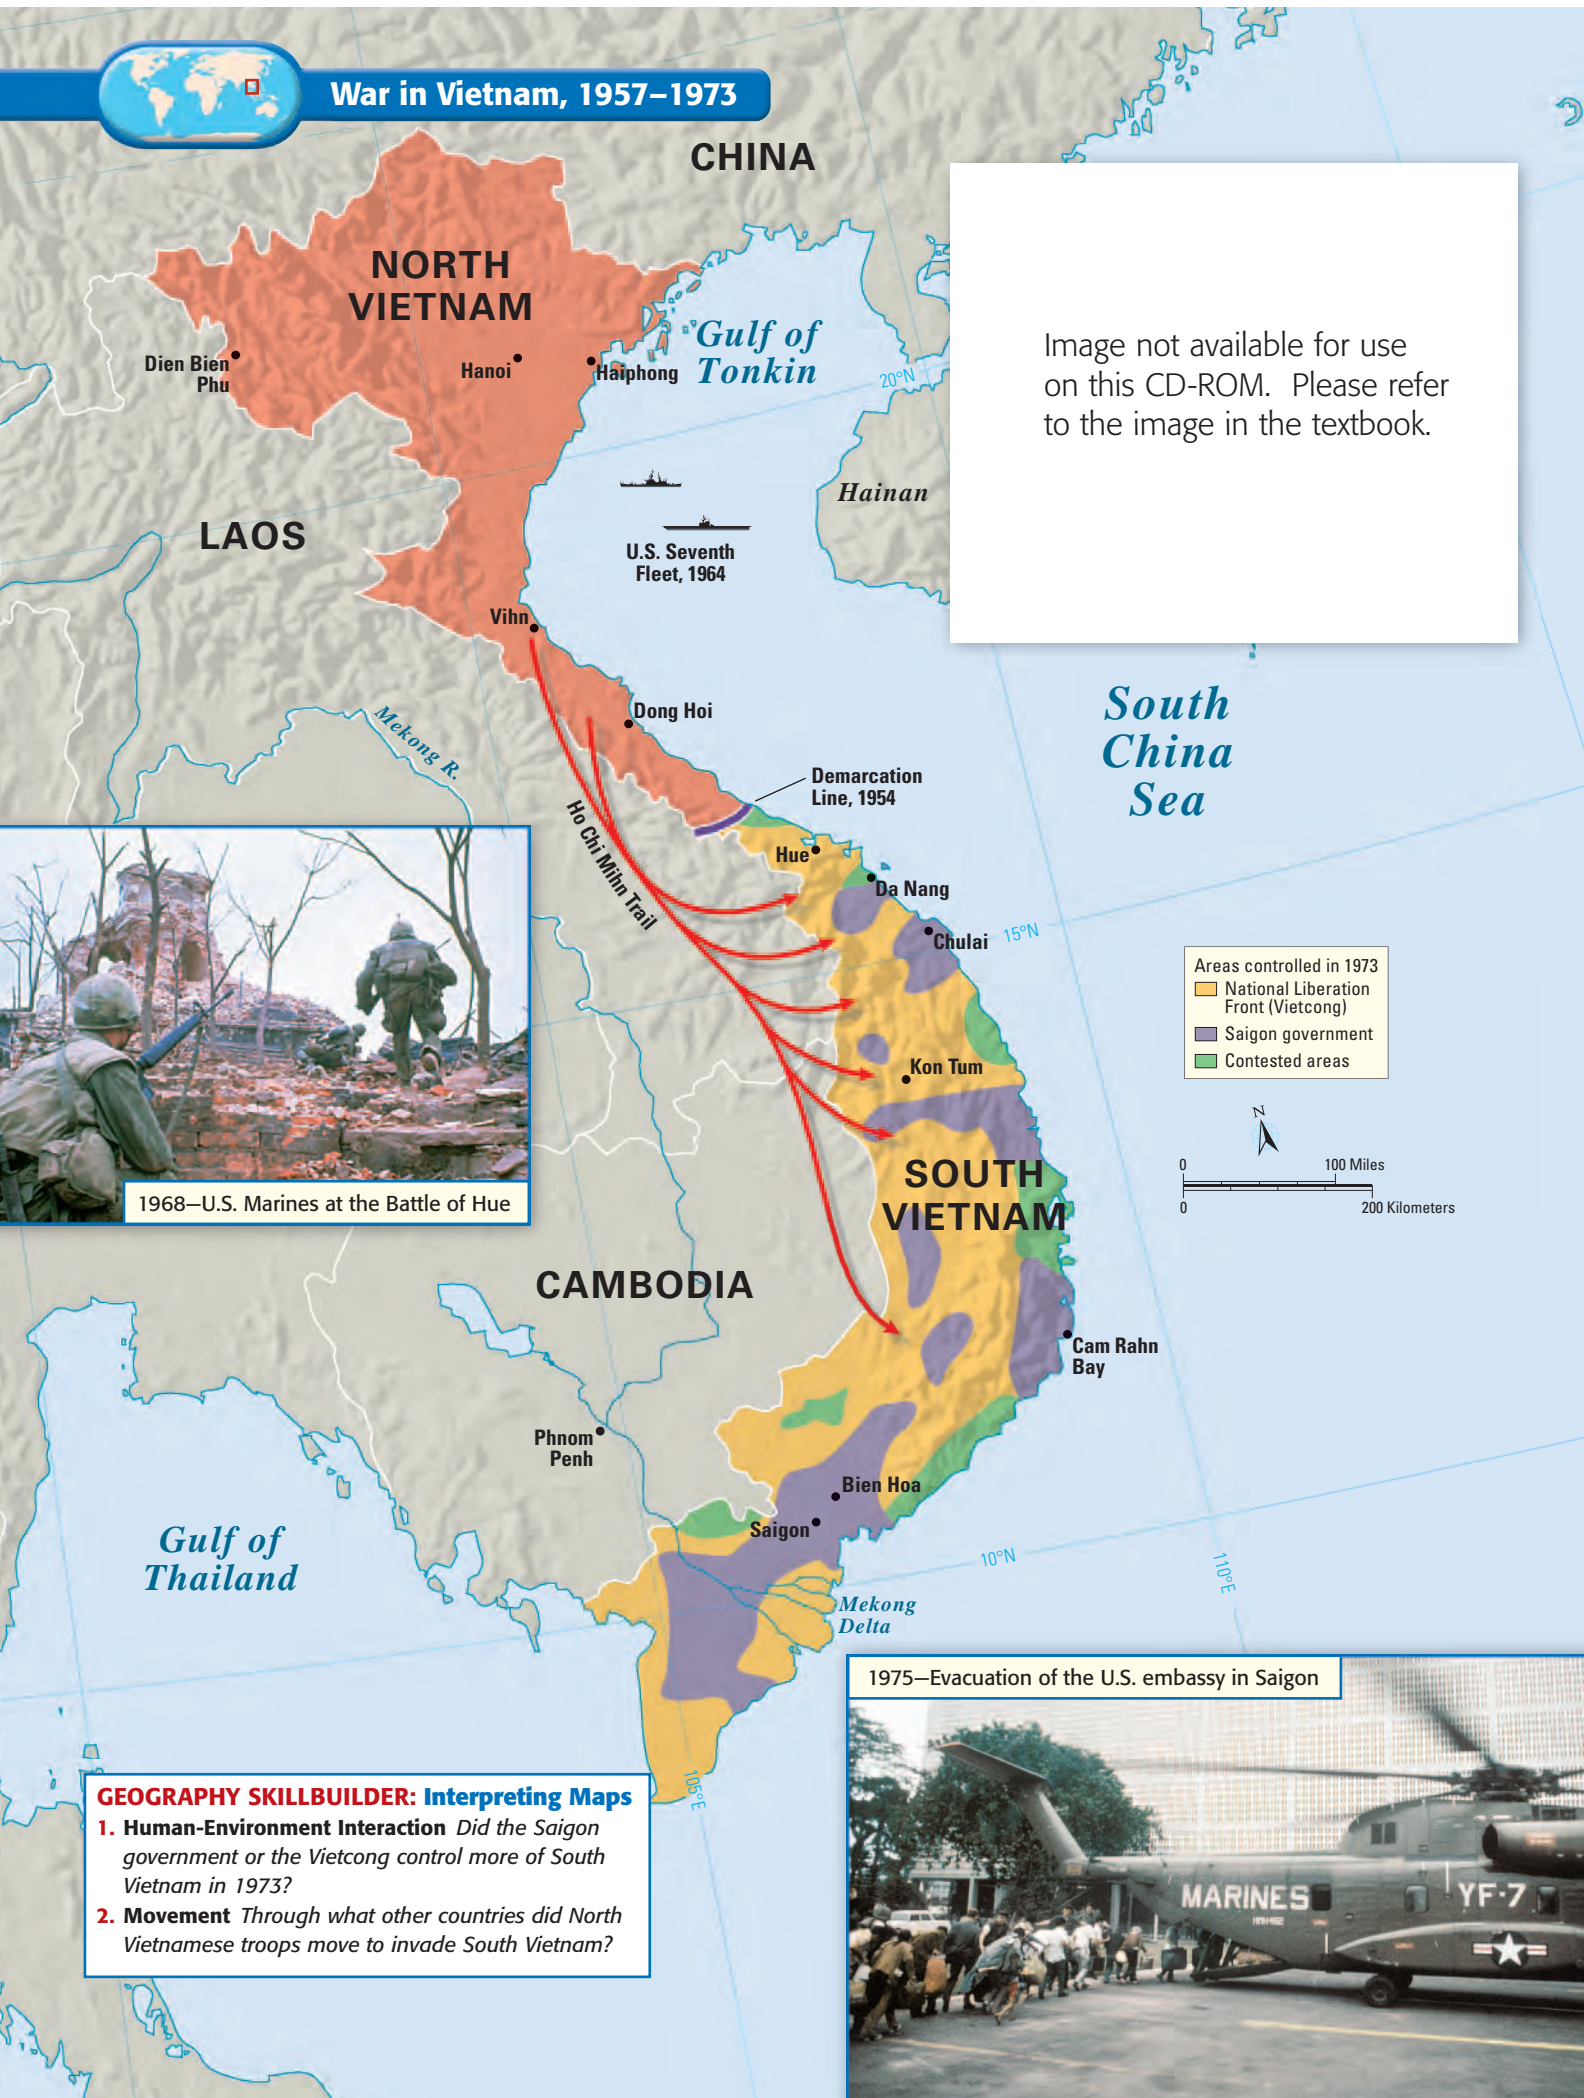 War in Vietnam, 1957–1973
CHINA
NORTH
VIETNAM
Image not available for use
on this CD-ROM. Please refer
to the image in the textbook.
Gulf of
Tonkin
Dien Bien
Phu
Hanoi
Haiphong
20°N
Hainan
LAOS
U.S. Seventh
Fleet, 1964
Vihn
Dong Hoi
Mekong R.
South
China
Sea
Demarcation
Line, 1954
Ho Chi Mihn Trail
Hue
Da Nang
Chulai
15°N
Areas controlled in 1973
National Liberation
Front (Vietcong)
Saigon government
Contested areas
Kon Tum
N
0
100 Miles
0
200 Kilometers
SOUTH
VIETNAM
1968—U.S. Marines at the Battle of Hue
CAMBODIA
Cam Rahn
Bay
Phnom
Penh
Bien Hoa
Saigon
Gulf of
Thailand
10°N
110°E
Mekong
Delta
105°E
1975—Evacuation of the U.S. embassy in Saigon
MARINES
YF-7
GEOGRAPHY SKILLBUILDER: Interpreting Maps
1. Human-Environment Interaction Did the Saigon
government or the Vietcong control more of South
Vietnam in 1973?
2. Movement Through what other countries did North
Vietnamese troops move to invade South Vietnam?